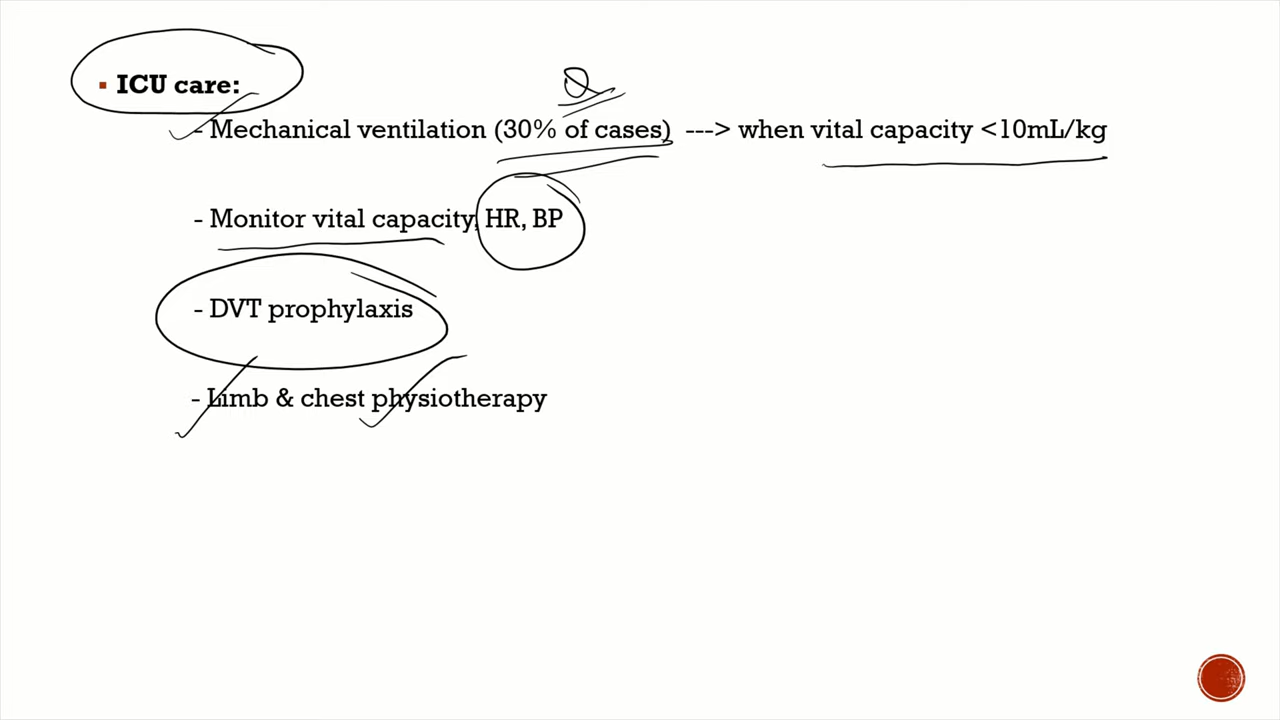 ▪ ICU care:
Q
- Mechanical ventilation (30% of cases) ---> when vital capacity <10mL/kg
- Monitor vital capacity, HR, BP
- DVT prophylaxis
- Limb & chest physiotherapy